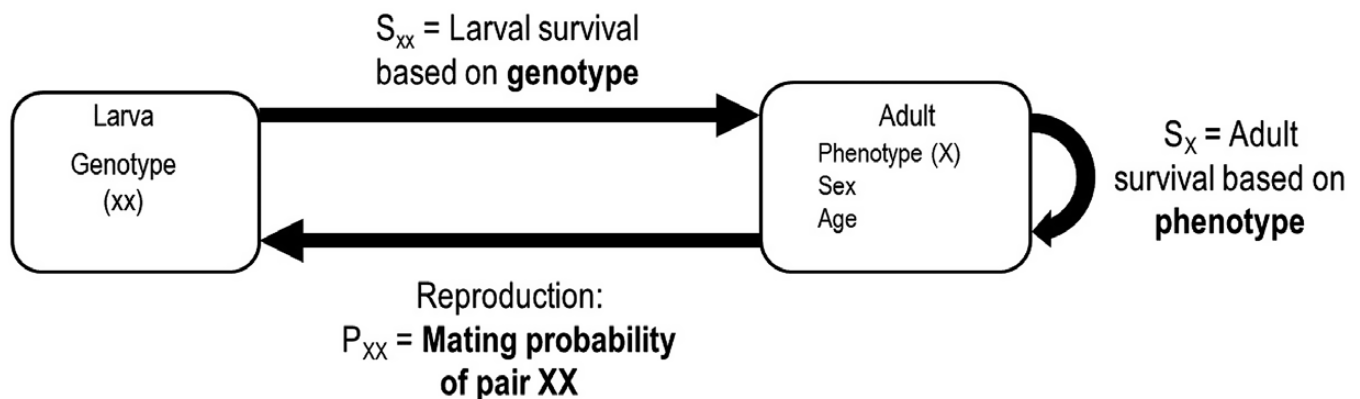 S_xx = Larval survival
based on genotype
Larva
Genotype
(xx)
Adult
Phenotype (X)
Sex
Age
S_X = Adult
survival based on
phenotype
Reproduction:
P_XX = Mating probability
of pair XX